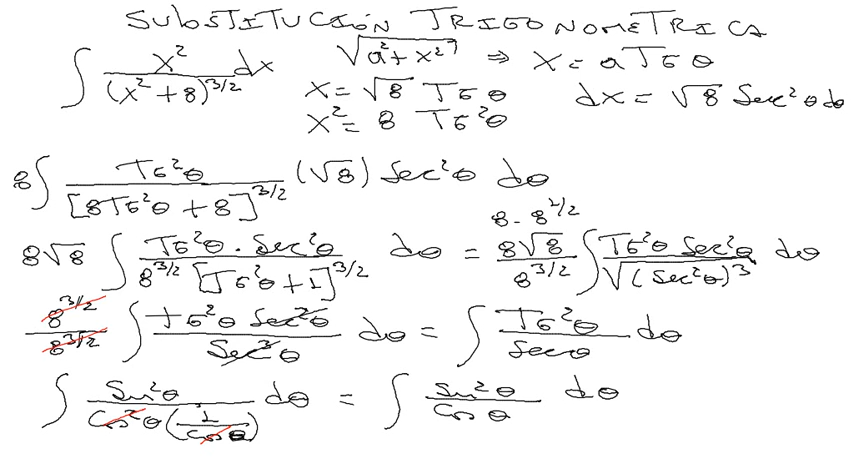 SubSTITUCIÓN TRIGONOMETRICA
∫ x²/(x²+8)^(3/2) dx √(a²+x²) ⇒ x = a TG θ
x = √8 TG θ dx = √8 Sec²θ dθ
x² = 8 TG²θ
8∫ TG²θ/[8TG²θ + 8]^(3/2) (√8) Sec²θ dθ
8√8 ∫ TG²θ · Sec²θ/(8^(3/2) [TG²θ + 1]^(3/2)) dθ = 8·8^(1/2) 8√8/8^(3/2) ∫ TG²θ Sec²θ/√((Sec²θ)³) dθ
8^(3/2)/8^(3/2) ∫ TG²θ Sec²θ/Sec³θ dθ = ∫ TG²θ/Secθ dθ
∫ Sen²θ/(Cos²θ(1/Cos θ)) dθ = ∫ Sen²θ/Cos θ dθ